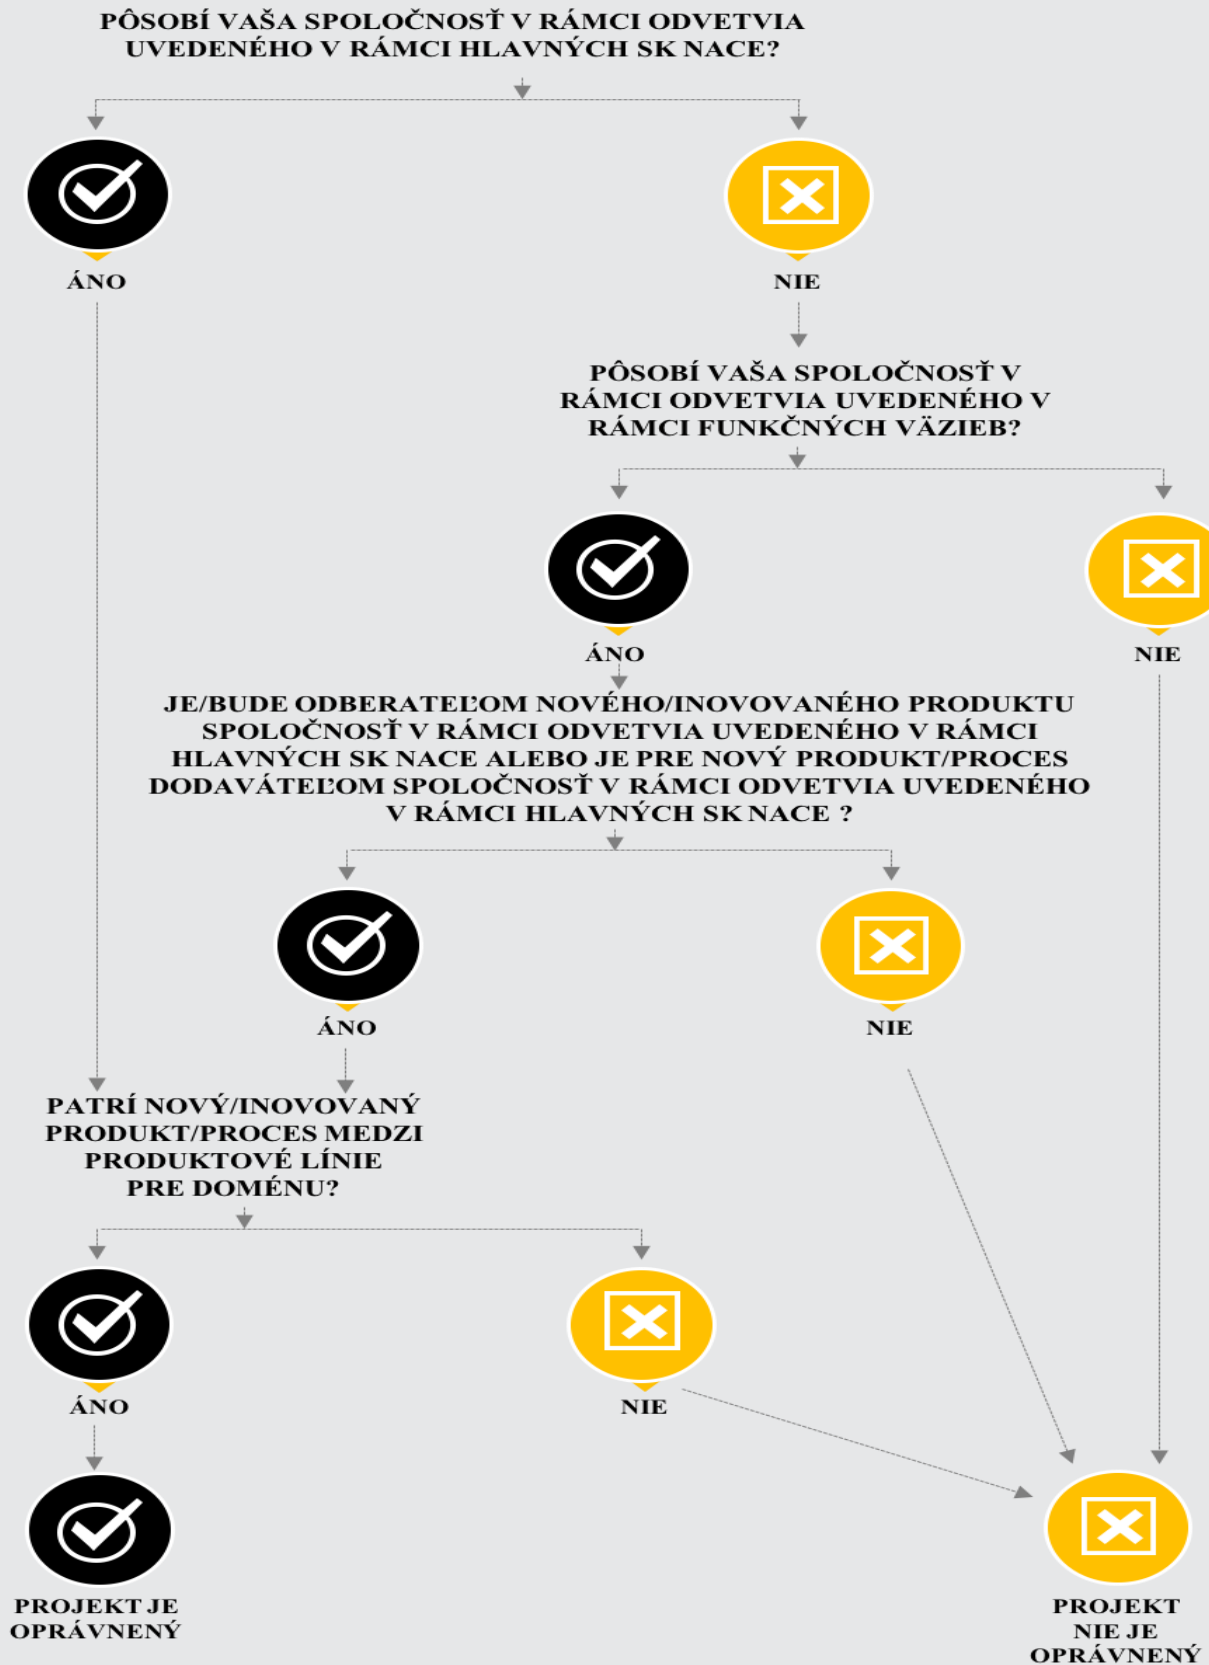 PÔSOBÍ VAŠA SPOLOČNOSŤ V RÁMCI ODVETVIA
UVEDENÉHO V RÁMCI HLAVNÝCH SK NACE?
ÁNO
NIE
PÔSOBÍ VAŠA SPOLOČNOSŤ V
RÁMCI ODVETVIA UVEDENÉHO V
RÁMCI FUNKČNÝCH VÄZIEB?
ÁNO
NIE
JE/BUDE ODBERATEĽOM NOVÉHO/INOVOVANÉHO PRODUKTU
SPOLOČNOSŤ V RÁMCI ODVETVIA UVEDENÉHO V RÁMCI
HLAVNÝCH SK NACE ALEBO JE PRE NOVÝ PRODUKT/PROCES
DODAVÁTEĽOM SPOLOČNOSŤ V RÁMCI ODVETVIA UVEDENÉHO
V RÁMCI HLAVNÝCH SK NACE ?
ÁNO
NIE
PATRÍ NOVÝ/INOVOVANÝ
PRODUKT/PROCES MEDZI
PRODUKTOVÉ LÍNIE
PRE DOMÉNU?
ÁNO
NIE
PROJEKT JE
OPRÁVNENÝ
PROJEKT
NIE JE
OPRÁVNENÝ